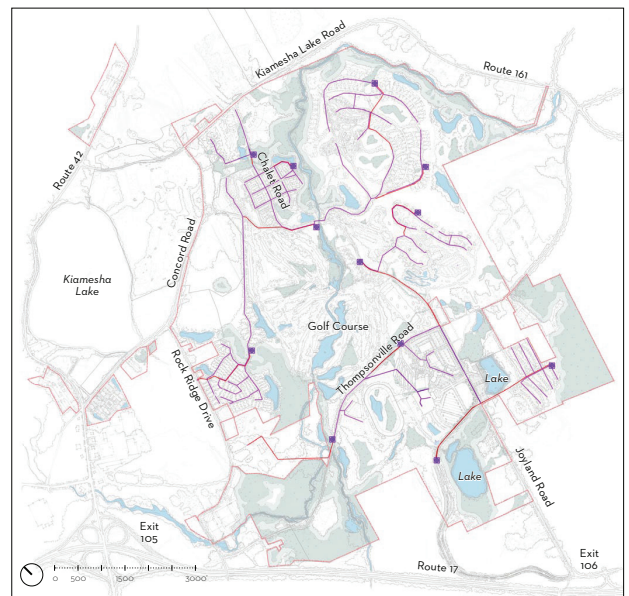 Kiamesha Lake Road
Route 161
Route 42
Chalet Road
Concord Road
Kiamesha
Lake
Golf Course
Thompsonville Road
Rock Ridge Drive
Lake
Lake
Joyland Road
Exit
105
Route 17
Exit
106
0 500 1500 3000